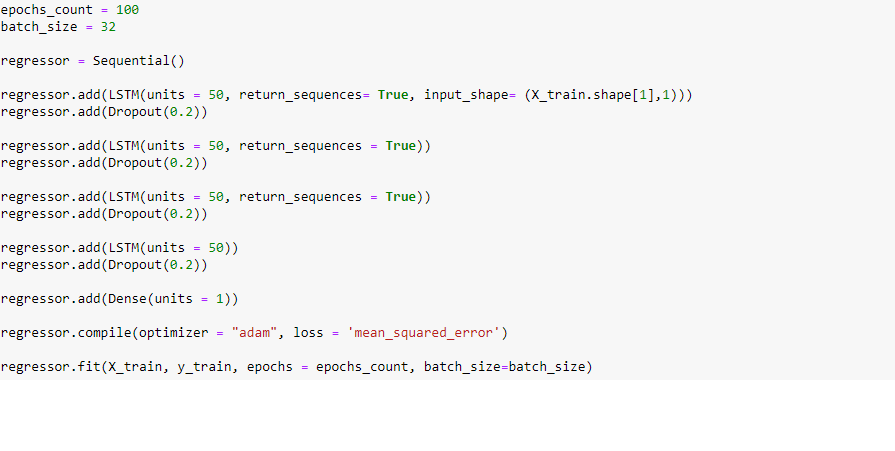 epochs_count = 100
batch_size = 32
regressor = Sequential()
regressor.add(LSTM(units = 50, return_sequences= True, input_shape= (X_train.shape[1],1)))
regressor.add(Dropout(0.2))
regressor.add(LSTM(units = 50, return_sequences = True))
regressor.add(Dropout(0.2))
regressor.add(LSTM(units = 50, return_sequences = True))
regressor.add(Dropout(0.2))
regressor.add(LSTM(units = 50))
regressor.add(Dropout(0.2))
regressor.add(Dense(units = 1))
regressor.compile(optimizer = "adam", loss = 'mean_squared_error')
regressor.fit(X_train, y_train, epochs = epochs_count, batch_size=batch_size)